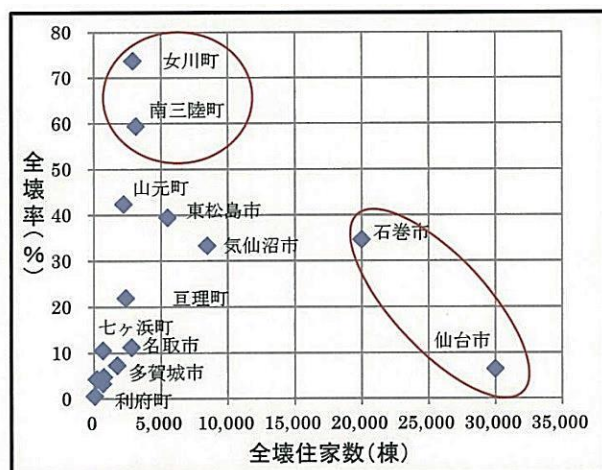 80
70
60
50
40
30
20
10
0
全壊率(%)
女川町
南三陸町
山元町
東松島市
気仙沼市
石巻市
亘理町
七ヶ浜町
名取市
仙台市
多賀城市
利府町
0 5,000 10,000 15,000 20,000 25,000 30,000 35,000
全壊住家数(棟)